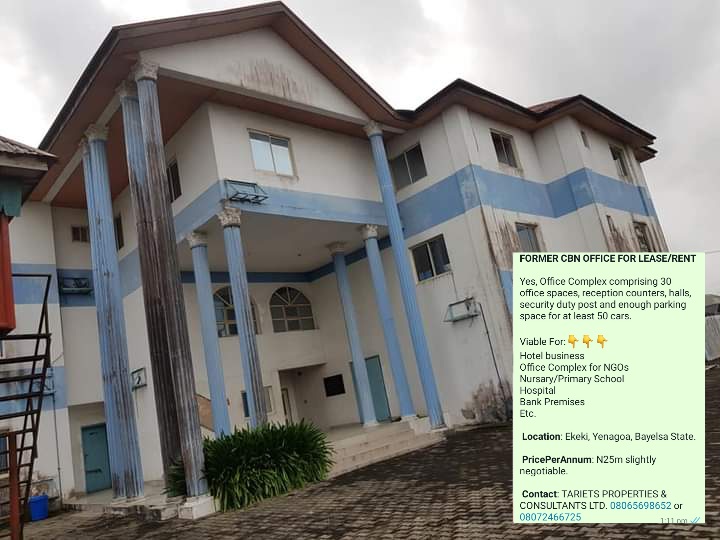 FORMER CBN OFFICE FOR LEASE/RENT
Yes, Office Complex comprising 30
office spaces, reception counters, halls,
security duty post and enough parking
space for at least 50 cars.
Viable For:👇👇👇
Hotel business
Office Complex for NGOs
Nursary/Primary School
Hospital
Bank Premises
Etc.
Location: Ekeki, Yenagoa, Bayelsa State.
PricePerAnnum: N25m slightly
negotiable.
Contact: TARIETS PROPERTIES &
CONSULTANTS LTD. 08065698652 or
08072466725
1:11 pm